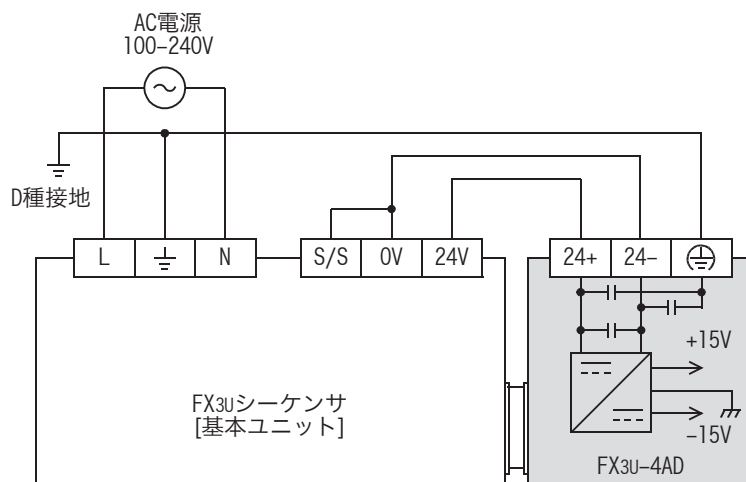 AC電源
100–240V
D種接地
L
N
S/S
0V
24V
24+
24–
+15V
–15V
FX3Uシーケンサ
[基本ユニット]
FX3U–4AD